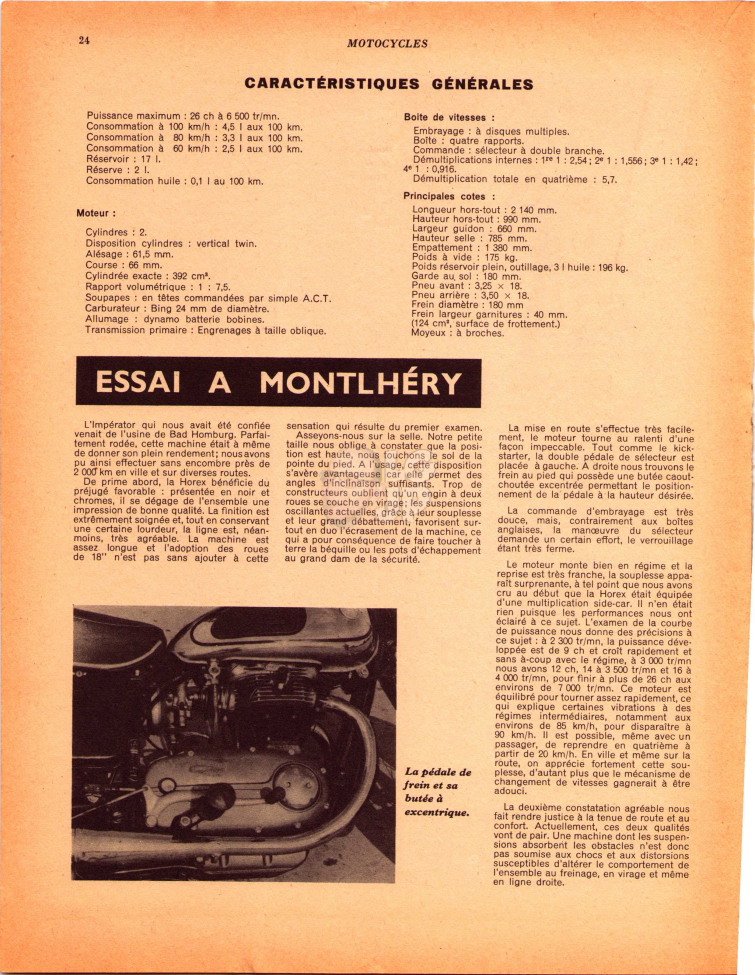 24
MOTOCYCLES
CARACTÉRISTIQUES GÉNÉRALES
Puissance maximum : 26 ch à 6 500 tr/mn.
Consommation à 100 km/h : 4,5 l aux 100 km.
Consommation à 80 km/h : 3,3 l aux 100 km.
Consommation à 60 km/h : 2,5 l aux 100 km.
Réservoir : 17 l.
Réserve : 2 l.
Consommation huile : 0,1 l au 100 km.
Moteur :
Cylindres : 2.
Disposition cylindres : vertical twin.
Alésage : 61,5 mm.
Course : 66 mm.
Cylindrée exacte : 392 cm³.
Rapport volumétrique : 1 : 7,5.
Soupapes : en têtes commandées par simple A.C.T.
Carburateur : Bing 24 mm de diamètre.
Allumage : dynamo batterie bobines.
Transmission primaire : Engrenages à taille oblique.
Boite de vitesses :
Embrayage : à disques multiples.
Boîte : quatre rapports.
Commande : sélecteur à double branche.
Démultiplications internes : 1re 1 : 2,54 ; 2e 1 : 1,556 ; 3e 1 : 1,42 ;
4e 1 : 0,916.
Démultiplication totale en quatrième : 5,7.
Principales cotes :
Longueur hors-tout : 2 140 mm.
Hauteur hors-tout : 990 mm.
Largeur guidon : 660 mm.
Hauteur selle : 785 mm.
Empattement : 1 380 mm.
Poids à vide : 175 kg.
Poids réservoir plein, outillage, 3 l huile : 196 kg.
Garde au sol : 180 mm.
Pneu avant : 3,25 × 18.
Pneu arrière : 3,50 × 18.
Frein diamètre : 180 mm
Frein largeur garnitures : 40 mm.
(124 cm², surface de frottement.)
Moyeux : à broches.
ESSAI A MONTLHÉRY
L'Impérator qui nous avait été confiée
venait de l'usine de Bad Homburg. Parfai-
tement rodée, cette machine était à même
de donner son plein rendement; nous avons
pu ainsi effectuer sans encombre près de
2 000 km en ville et sur diverses routes.
De prime abord, la Horex bénéficie du
préjugé favorable : présentée en noir et
chromes, il se dégage de l'ensemble une
impression de bonne qualité. La finition est
extrêmement soignée et, tout en conservant
une certaine lourdeur, la ligne est, néan-
moins, très agréable. La machine est
assez longue et l'adoption des roues
de 18" n'est pas sans ajouter à cette
sensation qui résulte du premier examen.
Asseyons-nous sur la selle. Notre petite
taille nous oblige à constater que la posi-
tion est haute, nous touchons le sol de la
pointe du pied. A l'usage, cette disposition
s'avère avantageuse car elle permet des
angles d'inclinaison suffisants. Trop de
constructeurs oublient qu'un engin à deux
roues se couche en virage; les suspensions
oscillantes actuelles, grâce à leur souplesse
et leur grand débattement, favorisent sur-
tout en duo l'écrasement de la machine, ce
qui a pour conséquence de faire toucher à
terre la béquille ou les pots d'échappement
au grand dam de la sécurité.
La mise en route s'effectue très facile-
ment, le moteur tourne au ralenti d'une
façon impeccable. Tout comme le kick-
starter, la double pédale de sélecteur est
placée à gauche. A droite nous trouvons le
frein au pied qui possède une butée caout-
choutée excentrée permettant le position-
nement de la pédale à la hauteur désirée.
La commande d'embrayage est très
douce, mais, contrairement aux boîtes
anglaises, la manœuvre du sélecteur
demande un certain effort, le verrouillage
étant très ferme.
Le moteur monte bien en régime et la
reprise est très franche, la souplesse appa-
raît surprenante, à tel point que nous avons
cru au début que la Horex était équipée
d'une multiplication side-car. Il n'en était
rien puisque les performances nous ont
éclairé à ce sujet. L'examen de la courbe
de puissance nous donne des précisions à
ce sujet : à 2 300 tr/mn, la puissance déve-
loppée est de 9 ch et croît rapidement et
sans à-coup avec le régime, à 3 000 tr/mn
nous avons 12 ch, 14 à 3 500 tr/mn et 16 à
4 000 tr/mn, pour finir à plus de 26 ch aux
environs de 7 000 tr/mn. Ce moteur est
équilibré pour tourner assez rapidement, ce
qui explique certaines vibrations à des
régimes intermédiaires, notamment aux
environs de 85 km/h, pour disparaître à
90 km/h. Il est possible, même avec un
passager, de reprendre en quatrième à
partir de 20 km/h. En ville et même sur la
route, on apprécie fortement cette sou-
plesse, d'autant plus que le mécanisme de
changement de vitesses gagnerait à être
adouci.
La deuxième constatation agréable nous
fait rendre justice à la tenue de route et au
confort. Actuellement, ces deux qualités
vont de pair. Une machine dont les suspen-
sions absorbent les obstacles n'est donc
pas soumise aux chocs et aux distorsions
susceptibles d'altérer le comportement de
l'ensemble au freinage, en virage et même
en ligne droite.
La pédale de
frein et sa
butée à
excentrique.